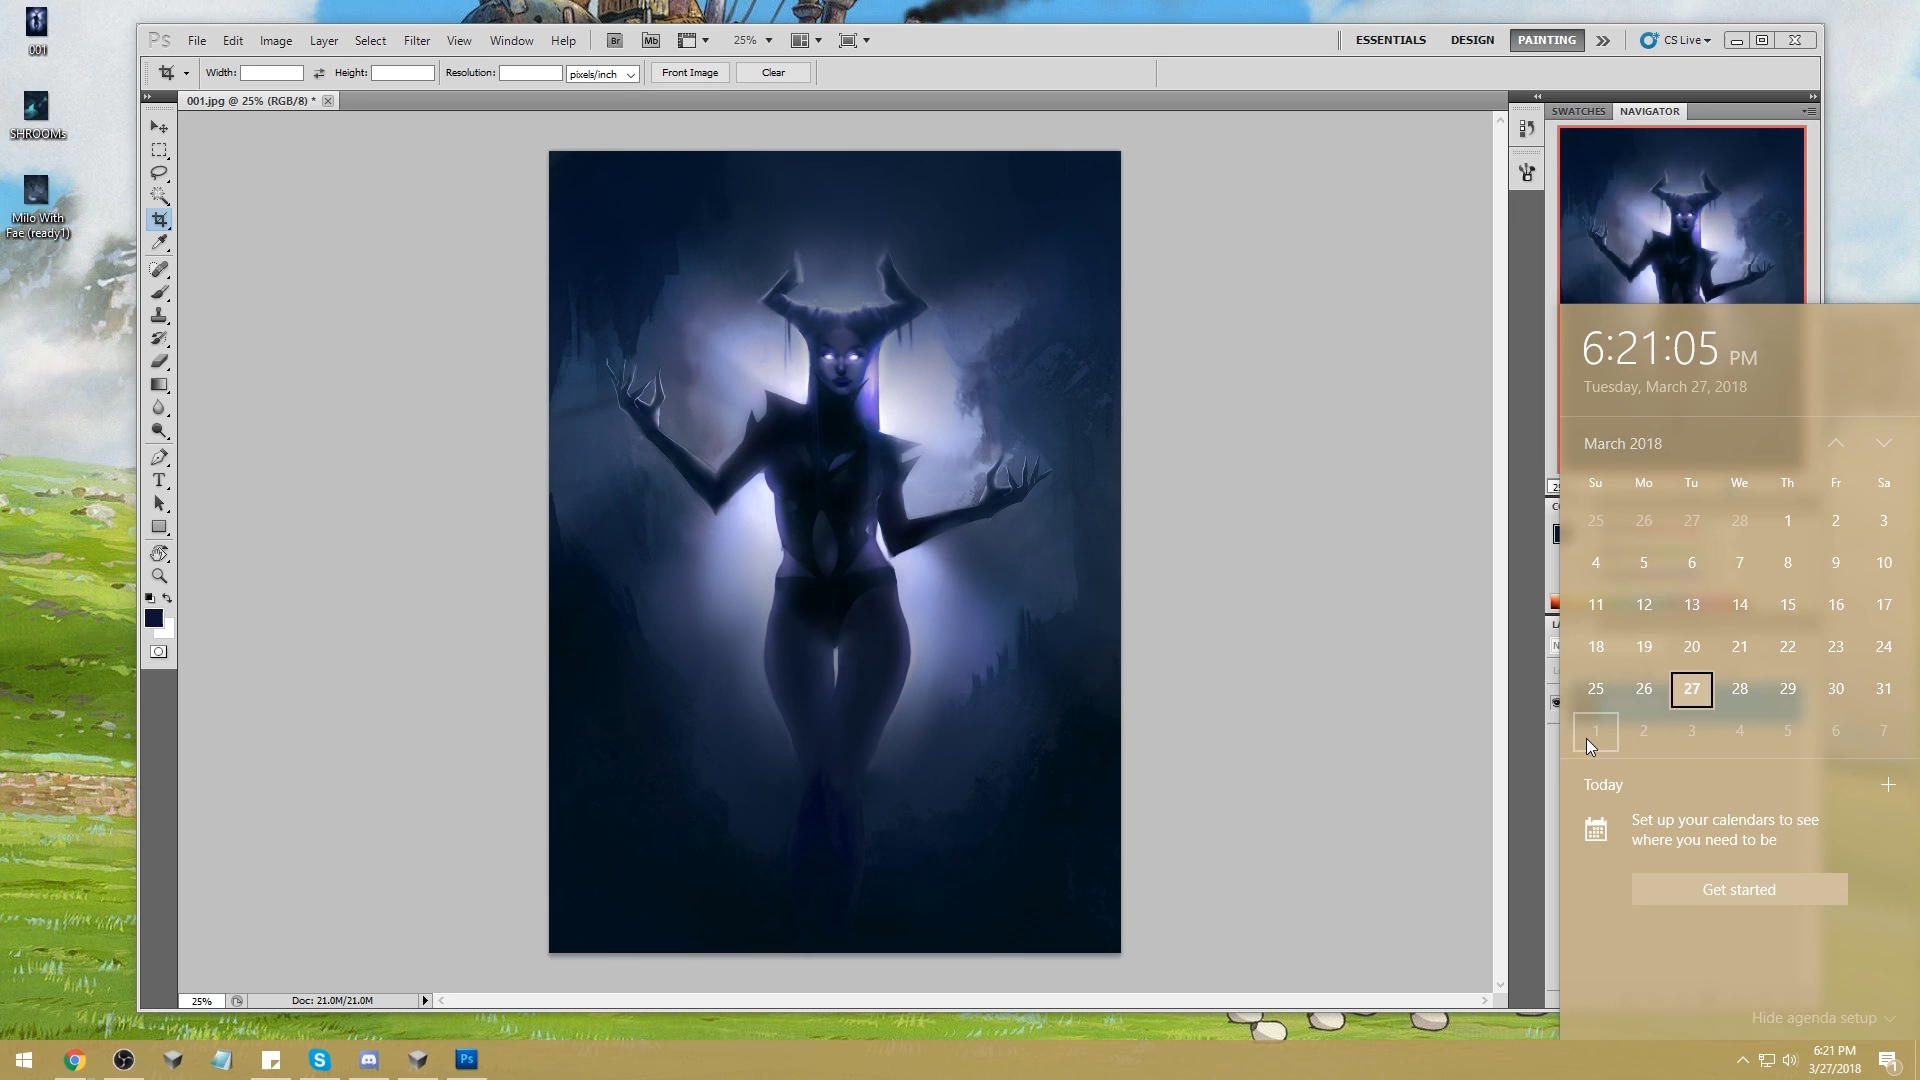 001
SHROOMs
Milo With
Fae (ready1)
Ps
File Edit Image Layer Select Filter View Window Help
Br
Mb
25%
ESSENTIALS DESIGN PAINTING
CS Live
Width: Height: Resolution: pixels/inch Front Image Clear
001.jpg @ 25% (RGB/8) *
SWATCHES NAVIGATOR
T
25% Doc: 21.0M/21.0M
6:21:05 PM
Tuesday, March 27, 2018
March 2018
Su Mo Tu We Th Fr Sa
25 26 27 28 1 2 3
4 5 6 7 8 9 10
11 12 13 14 15 16 17
18 19 20 21 22 23 24
25 26 27 28 29 30 31
1 2 3 4 5 6 7
Today
Set up your calendars to see
where you need to be
Get started
Hide agenda setup
S
Ps
6:21 PM
3/27/2018
1